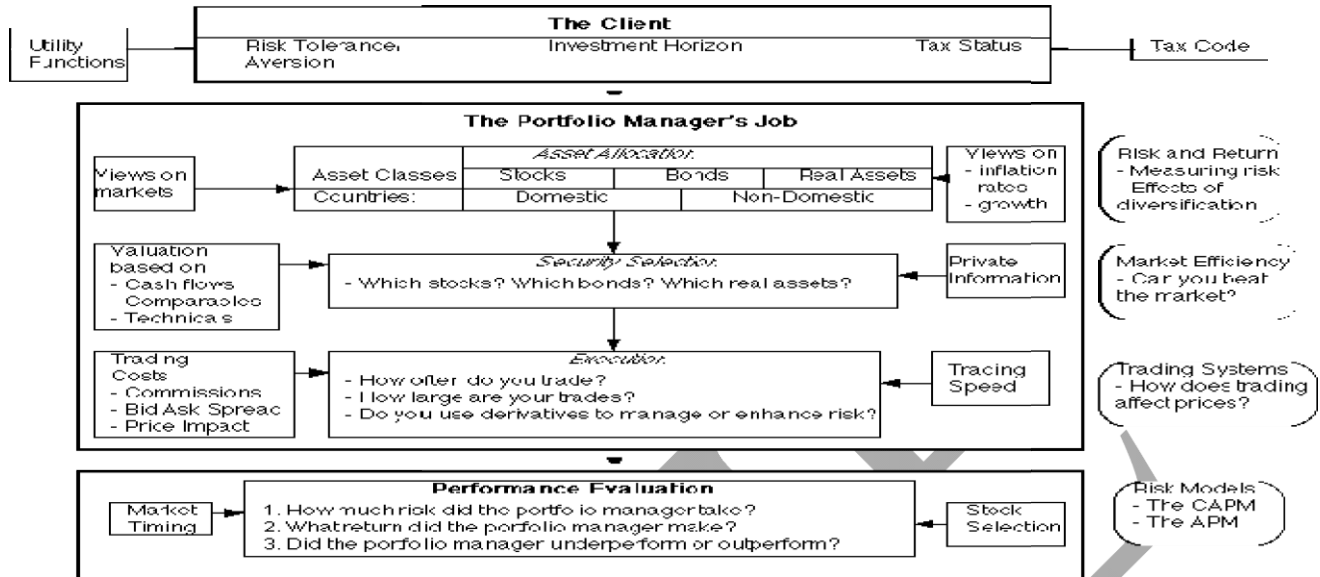 The Client
Utility
Functions
Risk Tolerance/
Aversion
Investment Horizon
Tax Status
Tax Code
The Portfolio Manager's Job
Views on
markets
Asset Allocation
Asset Classes
Stocks
Bonds
Real Assets
Countries:
Domestic
Non-Domestic
Views on
- inflation
- rates
- growth
Risk and Return
- Measuring risk
- Effects of
diversification
Valuation
based on
- Cash flows
- Comparables
- Technicals
Security Selection
- Which stocks? Which bonds? Which real assets?
Private
Information
Market Efficiency
- Can you beat
the market?
Trading
Costs
- Commissions
- Bid Ask Spread
- Price Impact
Execution
- How often do you trade?
- How large are your trades?
- Do you use derivatives to manage or enhance risk?
Trading
Speed
Trading Systems
- How does trading
affect prices?
Performance Evaluation
Market
Timing
1. How much risk did the portfolio manager take?
2. What return did the portfolio manager make?
3. Did the portfolio manager underperform or outperform?
Stock
Selection
Risk Models
- The CAPM
- The APM